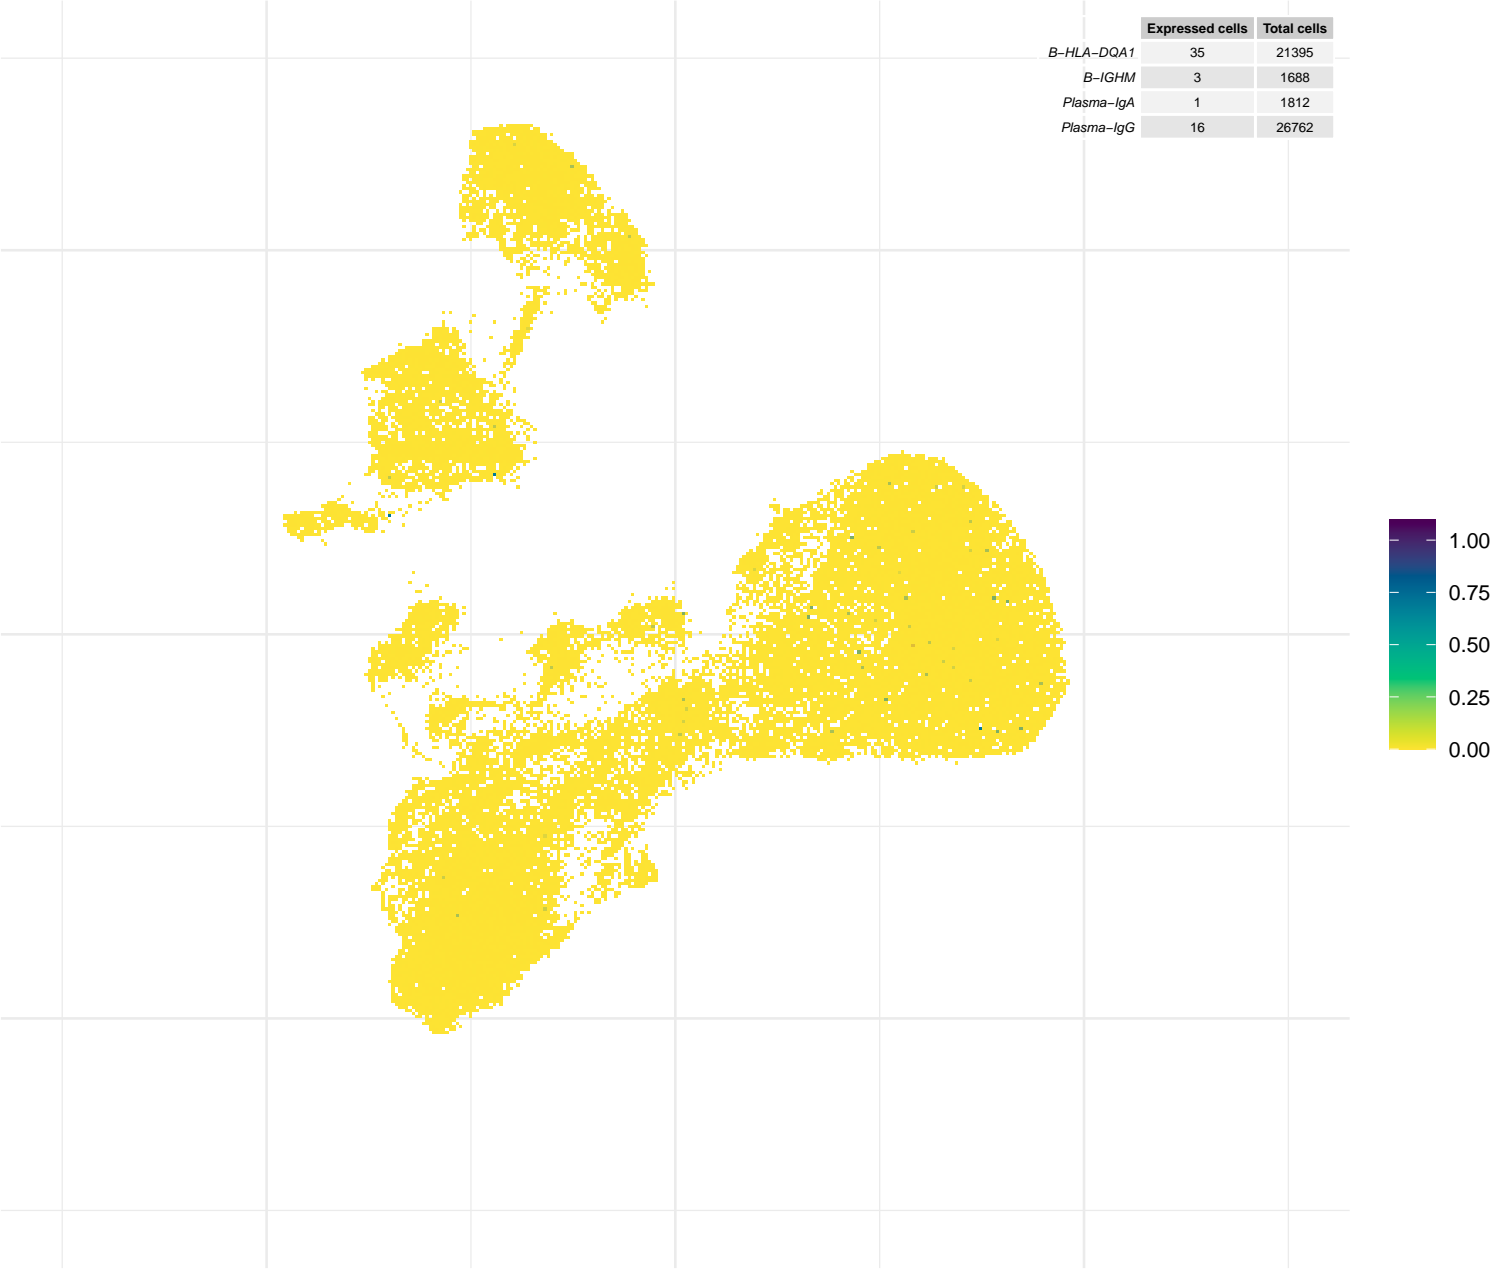 Expressed cells Total cells
B−HLA−DQA1 35 21395
B−IGHM 3 1688
Plasma−IgA 1 1812
Plasma−IgG 16 26762
1.00
0.75
0.50
0.25
0.00